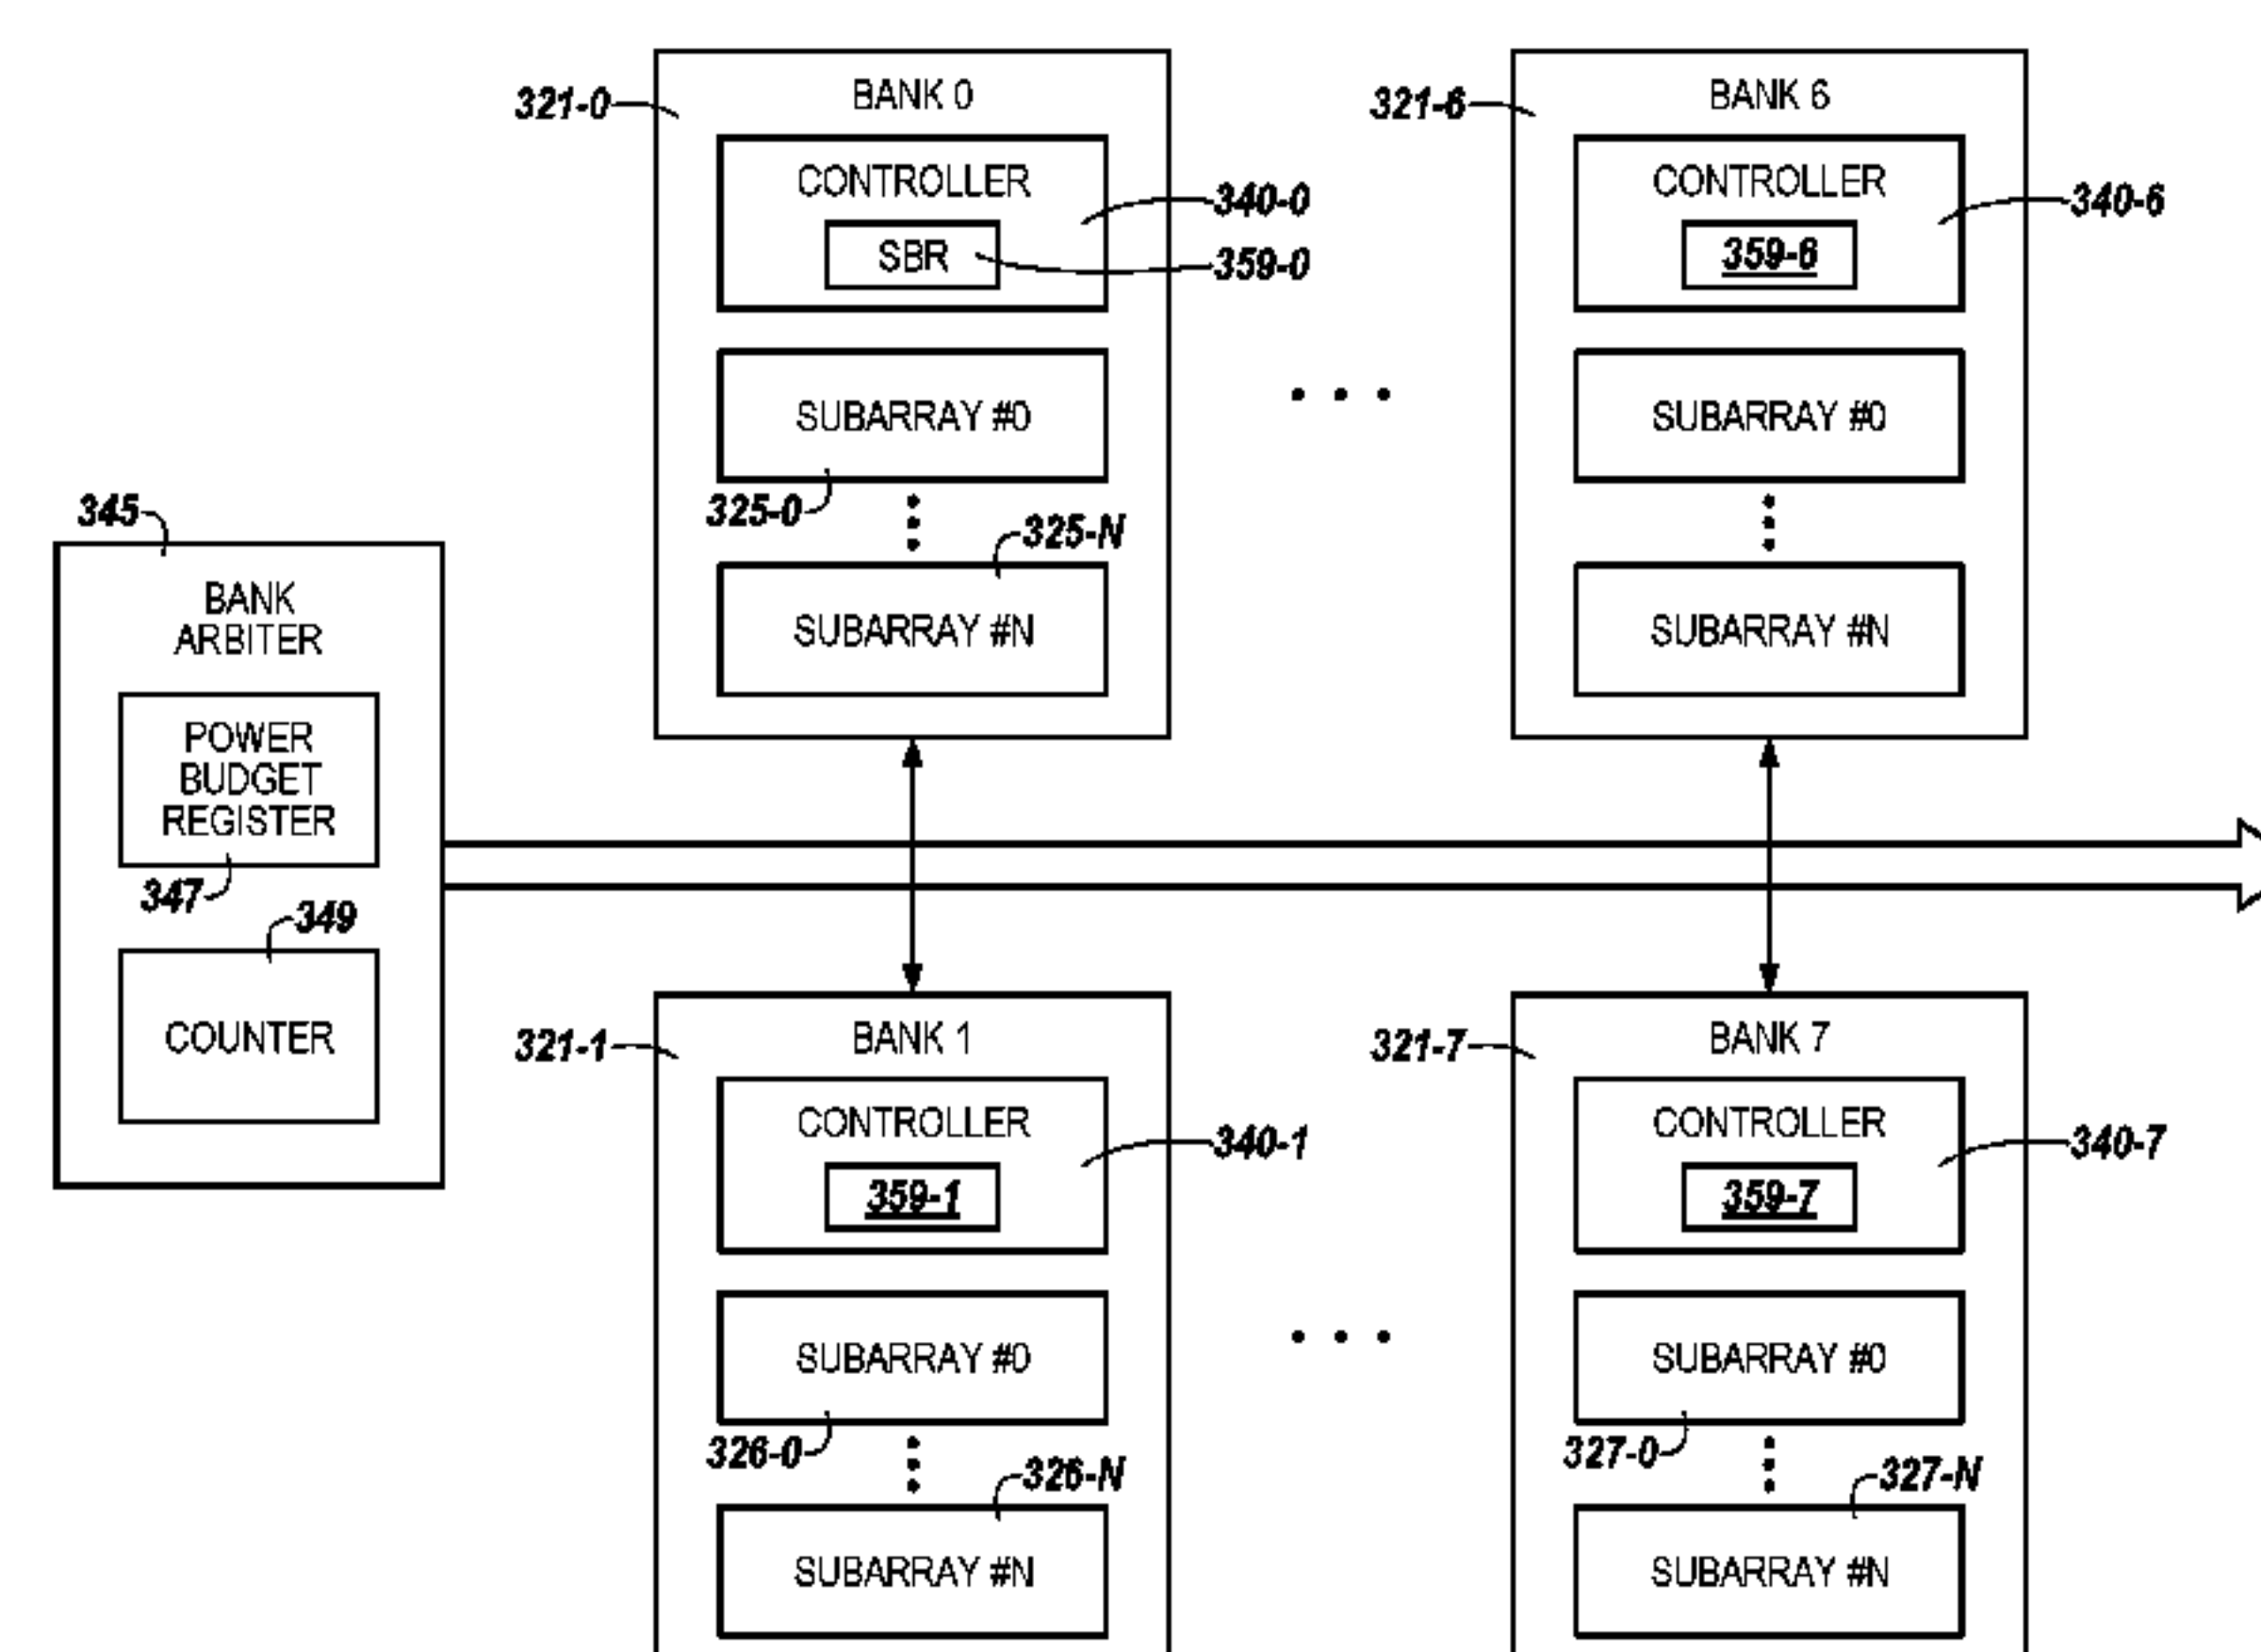 321-0
BANK 0
CONTROLLER
340-0
SBR
359-0
SUBARRAY #0
325-0
325-N
SUBARRAY #N
321-6
BANK 6
CONTROLLER
340-6
359-6
SUBARRAY #0
SUBARRAY #N
345
BANK
ARBITER
POWER
BUDGET
REGISTER
347
349
COUNTER
321-1
BANK 1
CONTROLLER
340-1
359-1
SUBARRAY #0
326-0
326-N
SUBARRAY #N
321-7
BANK 7
CONTROLLER
340-7
359-7
SUBARRAY #0
327-0
327-N
SUBARRAY #N